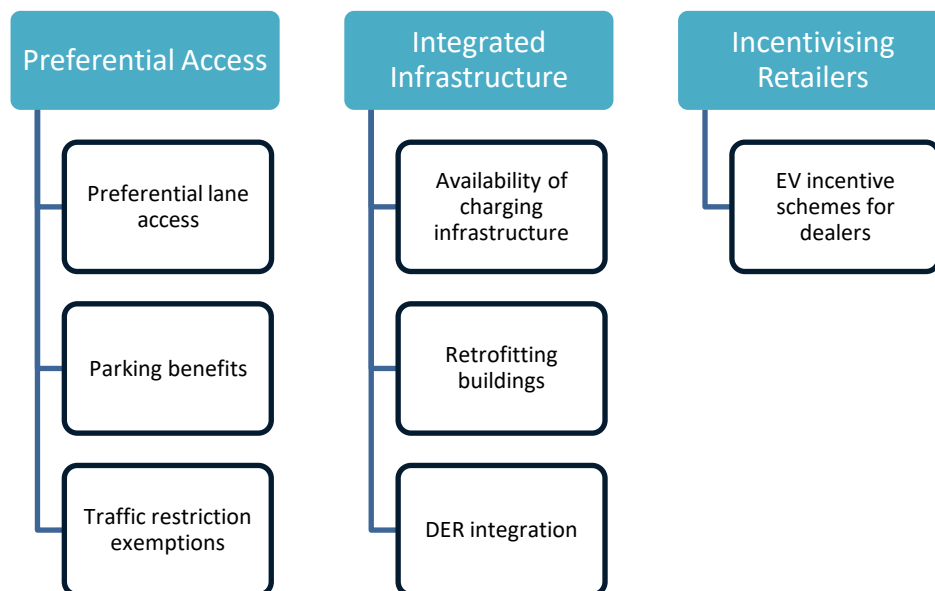 Preferential Access
Preferential lane
access
Parking benefits
Traffic restriction
exemptions
Integrated
Infrastructure
Availability of
charging
infrastructure
Retrofitting
buildings
DER integration
Incentivising
Retailers
EV incentive
schemes for
dealers